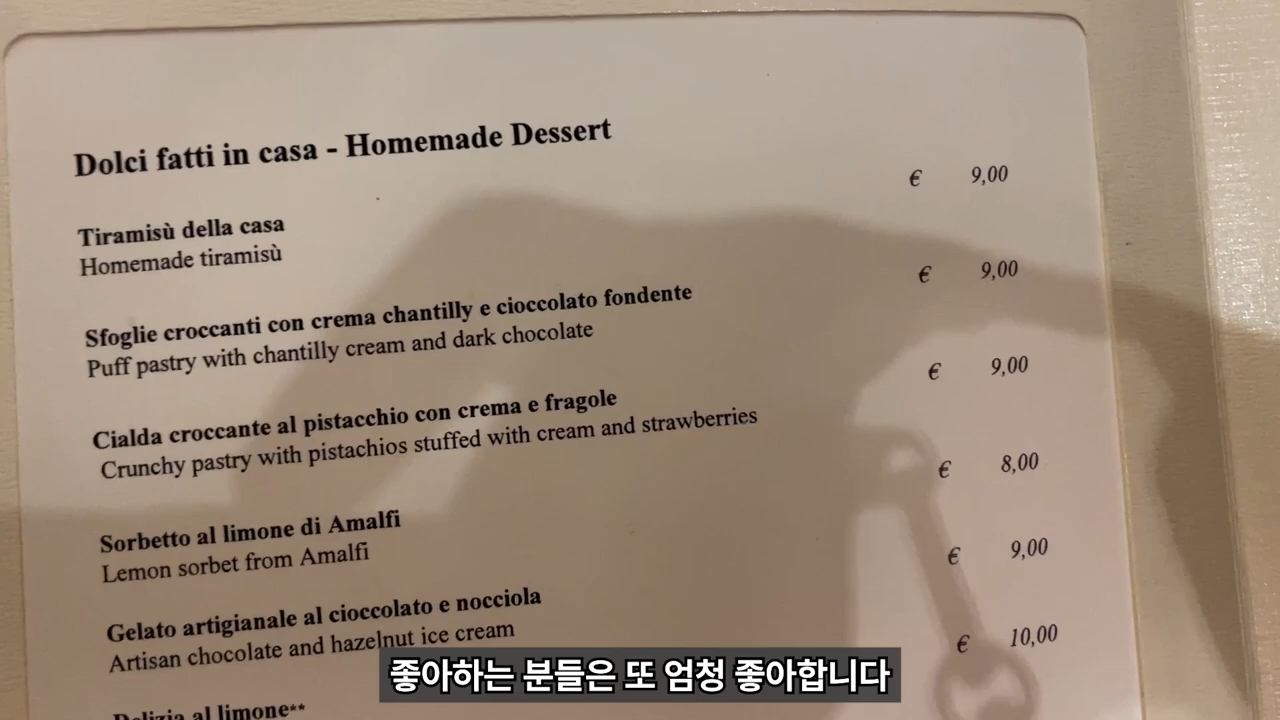 Dolci fatti in casa - Homemade Dessert
€ 9,00
Tiramisù della casa
Homemade tiramisù
€ 9,00
Sfoglie croccanti con crema chantilly e cioccolato fondente
Puff pastry with chantilly cream and dark chocolate
€ 9,00
Cialda croccante al pistacchio con crema e fragole
Crunchy pastry with pistachios stuffed with cream and strawberries
€ 8,00
Sorbetto al limone di Amalfi
Lemon sorbet from Amalfi
€ 9,00
Gelato artigianale al cioccolato e nocciola
Artisan chocolate and hazelnut ice cream
€ 10,00
Delizia al limone**
좋아하는 분들은 또 엄청 좋아합니다